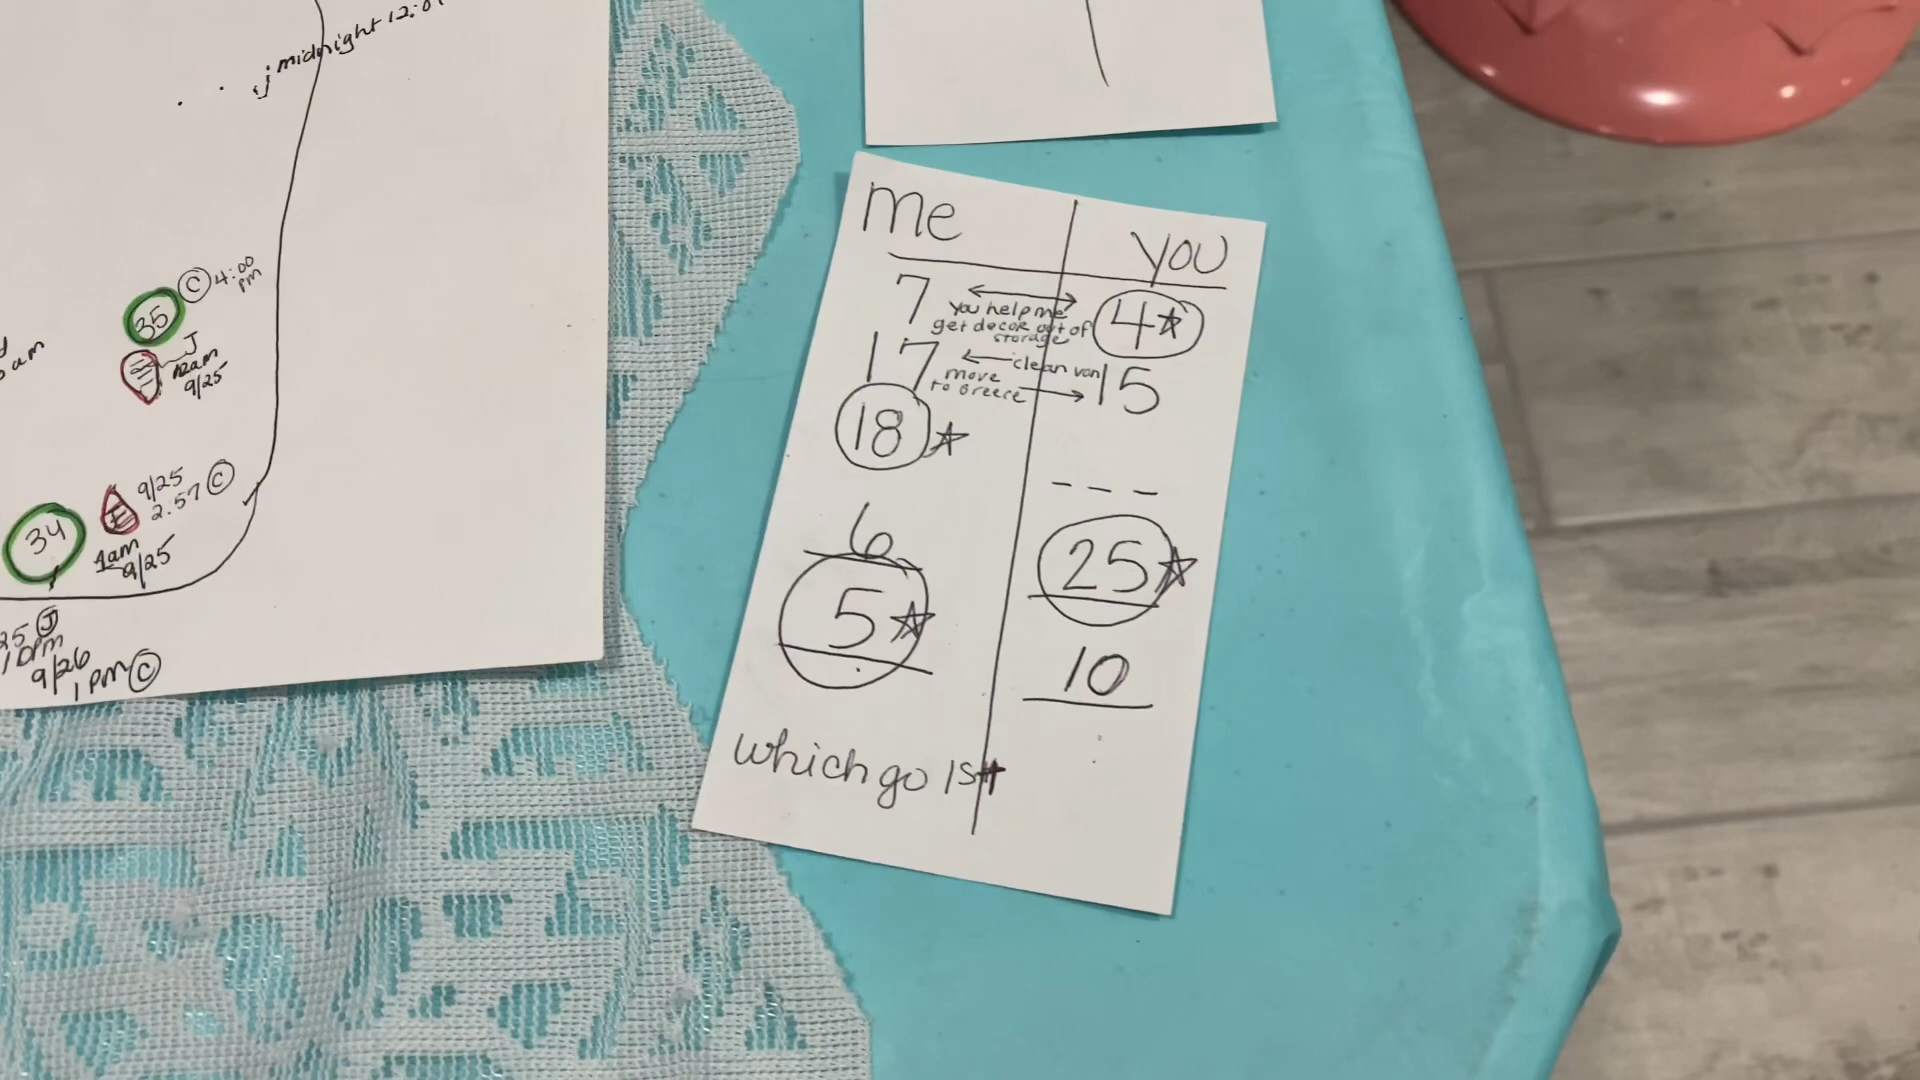 midnight 12:0
35 C 4:00
pm
J
12am
9/25
am
34
9/25
2.57 C
1am
9/25
25 J
10pm
9/26
1pm C
me you
7 4
You help me
get decor out of
storage
17 15
clean van
move
to Greece
18
6
25
5
10
which go 1st